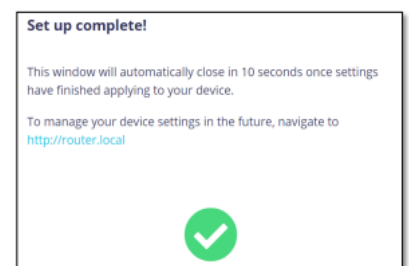 Set up complete!
This window will automatically close in 10 seconds once settings
have finished applying to your device.
To manage your device settings in the future, navigate to
http://router.local